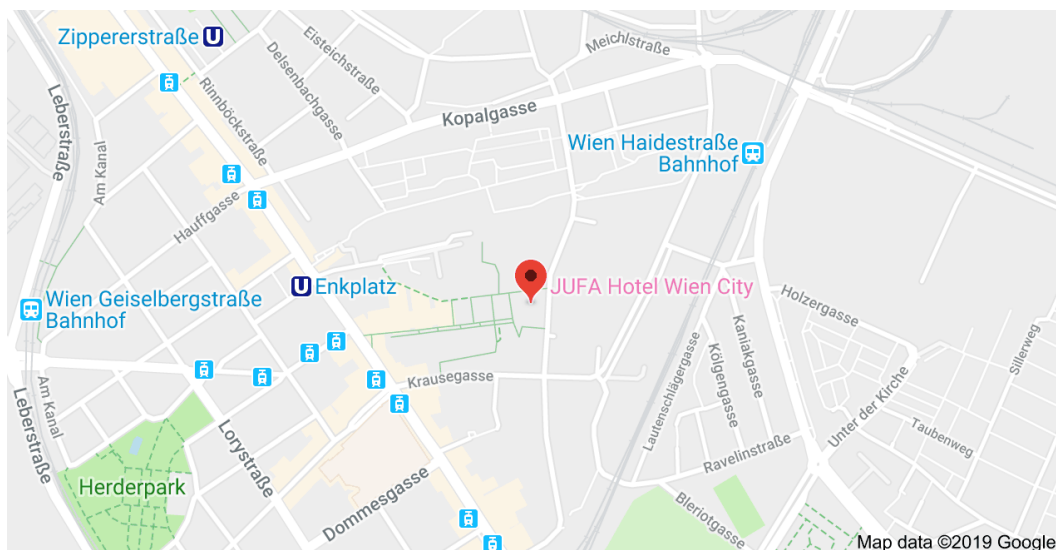 Zippererstraße U
Eisteichstraße
Delsenbachgasse
Rinnböckstraße
Meichlstraße
Leberstraße
Am Kanal
Kopalgasse
Wien Haidestraße
Bahnhof
Hauffgasse
U Enkplatz
JUFA Hotel Wien City
Wien Geiselbergstraße
Bahnhof
Holzergasse
Kaniakgasse
Kölgengasse
Lautenschlägergasse
Sillerweg
Krausegasse
Am Kanal
Leberstraße
Unter der Kirche
Taubenweg
Lorystraße
Ravelinstraße
Herderpark
Dommesgasse
Bleriotgasse
Map data ©2019 Google